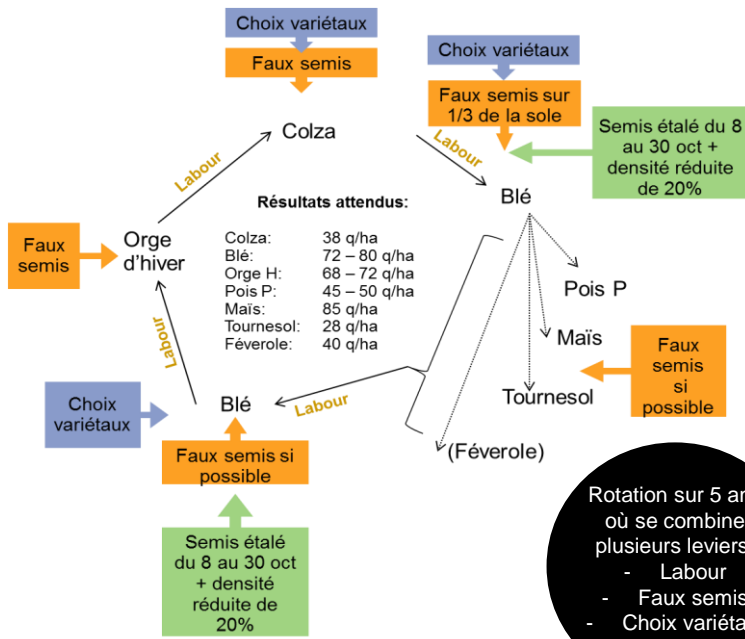 Choix variétaux
Faux semis
Colza
Labour
Choix variétaux
Faux semis sur
1/3 de la sole
Labour
Semis étalé du 8
au 30 oct +
densité réduite
de 20%
Blé
Faux
semis
Orge
d'hiver
Résultats attendus:
Colza: 38 q/ha
Blé: 72 – 80 q/ha
Orge H: 68 – 72 q/ha
Pois P: 45 – 50 q/ha
Maïs: 85 q/ha
Tournesol: 28 q/ha
Féverole: 40 q/ha
Pois P
Maïs
Tournesol
(Féverole)
Faux
semis
si
possible
Labour
Labour
Choix
variétaux
Blé
Faux semis si
possible
Semis étalé
du 8 au 30 oct
+ densité
réduite de
20%
Rotation sur 5 an
où se combine
plusieurs leviers
- Labour
- Faux semis
- Choix variéta